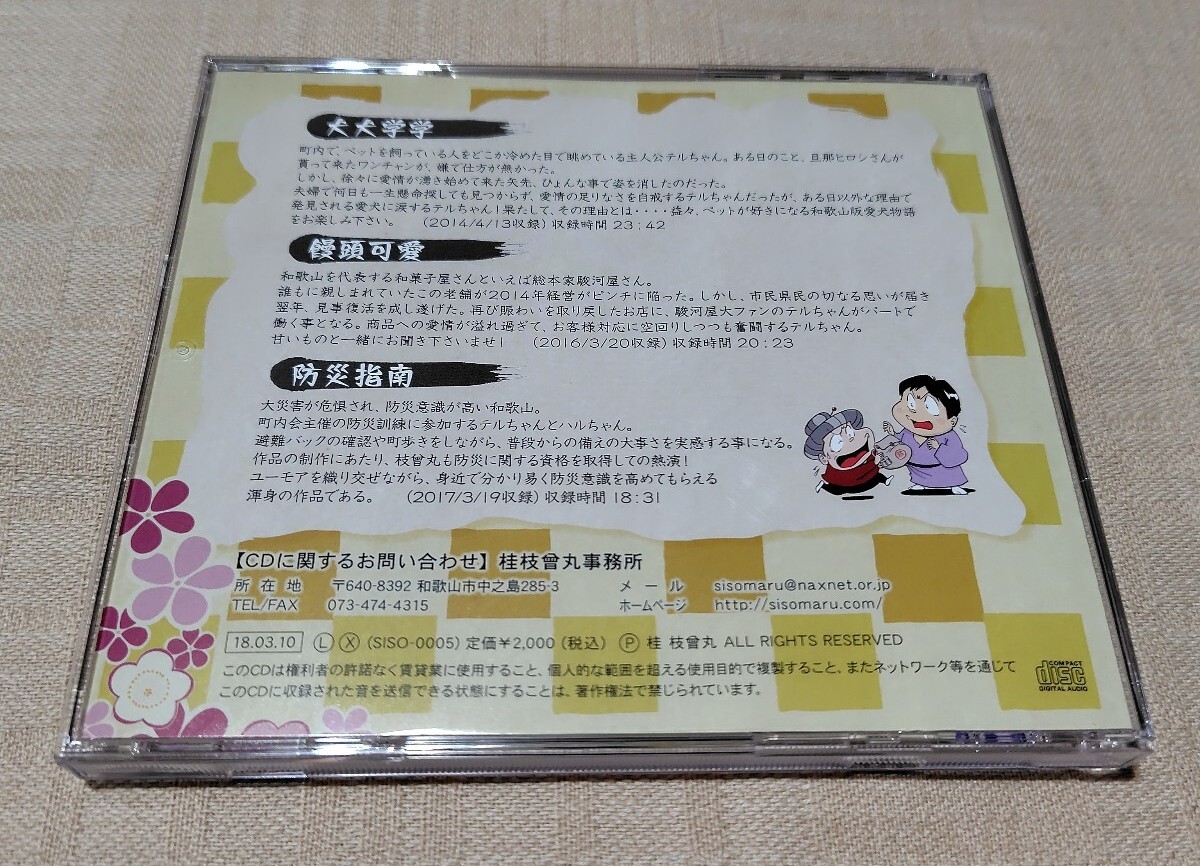 犬犬学学
町内で、ペットを飼っている人をどこか冷めた目で眺めている主人公テルちゃん。ある日のこと、旦那ヒロシさんが
貰って来たワンチャンが、嫌で仕方が無かった。
しかし、徐々に愛情が湧き始めて来た矢先、ひょんな事で姿を消したのだった。
夫婦で何日も一生懸命探しても見つからず、愛情の足りなさを自戒するテルちゃんだったが、ある日以外な理由で
発見される愛犬に涙するテルちゃん!果たして、その理由とは・・・・益々、ペットが好きになる和歌山版愛犬物語
をお楽しみ下さい。 (2014/4/13収録)収録時間 23:42
饅頭可愛
和歌山を代表する和菓子屋さんといえば総本家駿河屋さん。
誰もに親しまれていたこの老舗が2014年経営がピンチに陥った。しかし、市民県民の切なる思いが届き
翌年、見事復活を成し遂げた。再び賑わいを取り戻したお店に、駿河屋大ファンのテルちゃんがパートで
働く事となる。商品への愛情が溢れ過ぎて、お客様対応に空回りしつつも奮闘するテルちゃん。
甘いものと一緒にお聞き下さいませ! (2016/3/20収録)収録時間 20:23
防災指南
大災害が危惧され、防災意識が高い和歌山。
町内会主催の防災訓練に参加するテルちゃんとハルちゃん。
避難バックの確認や町歩きをしながら、普段からの備えの大事さを実感する事になる。
作品の制作にあたり、枝曾丸も防災に関する資格を取得しての熱演!
ユーモアを織り交ぜながら、身近で分かり易く防災意識を高めてもらえる
渾身の作品である。 (2017/3/19収録)収録時間 18:31
【CDに関するお問い合わせ】桂枝曾丸事務所
所在地 〒640-8392 和歌山市中之島285-3 メール sisomaru@naxnet.or.jp
TEL/FAX 073-474-4315 ホームページ http://sisomaru.com/
18.03.10 Ⓛ Ⓧ (SISO-0005) 定価¥2,000(税込) Ⓟ 桂 枝曾丸 ALL RIGHTS RESERVED
このCDは権利者の許諾なく賃貸業に使用すること、個人的な範囲を超える使用目的で複製すること、またネットワーク等を通じて
このCDに収録された音を送信できる状態にすることは、著作権法で禁じられています。
COMPACT
disc
DIGITAL AUDIO